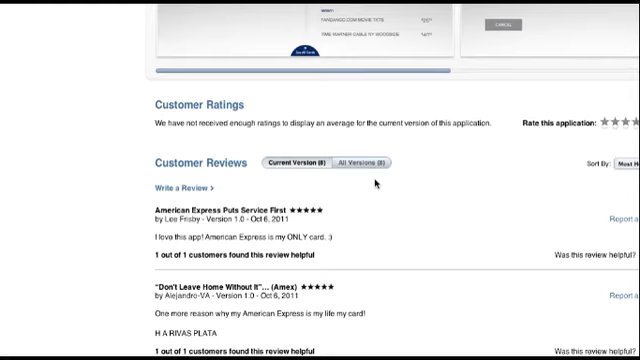 FANDANGO.COM MOVIE TIXTX
TIME WARNER CABLE NY-WOODSIDE
CANCEL
Customer Ratings
We have not received enough ratings to display an average for the current version of this application.
Rate this application:
Customer Reviews
Current Version (8)
All Versions (8)
Sort By:
Write a Review >
American Express Puts Service First ★★★★★
by Lee Frisby - Version 1.0 - Oct 6, 2011
Report a
I love this app! American Express is my ONLY card. :)
1 out of 1 customers found this review helpful
Was this review helpful?
"Don't Leave Home Without It"... (Amex) ★★★★★
by Alejandro-VA - Version 1.0 - Oct 6, 2011
Report a
One more reason why my American Express is my life my card!
H A RIVAS PLATA
1 out of 1 customers found this review helpful
Was this review helpful?